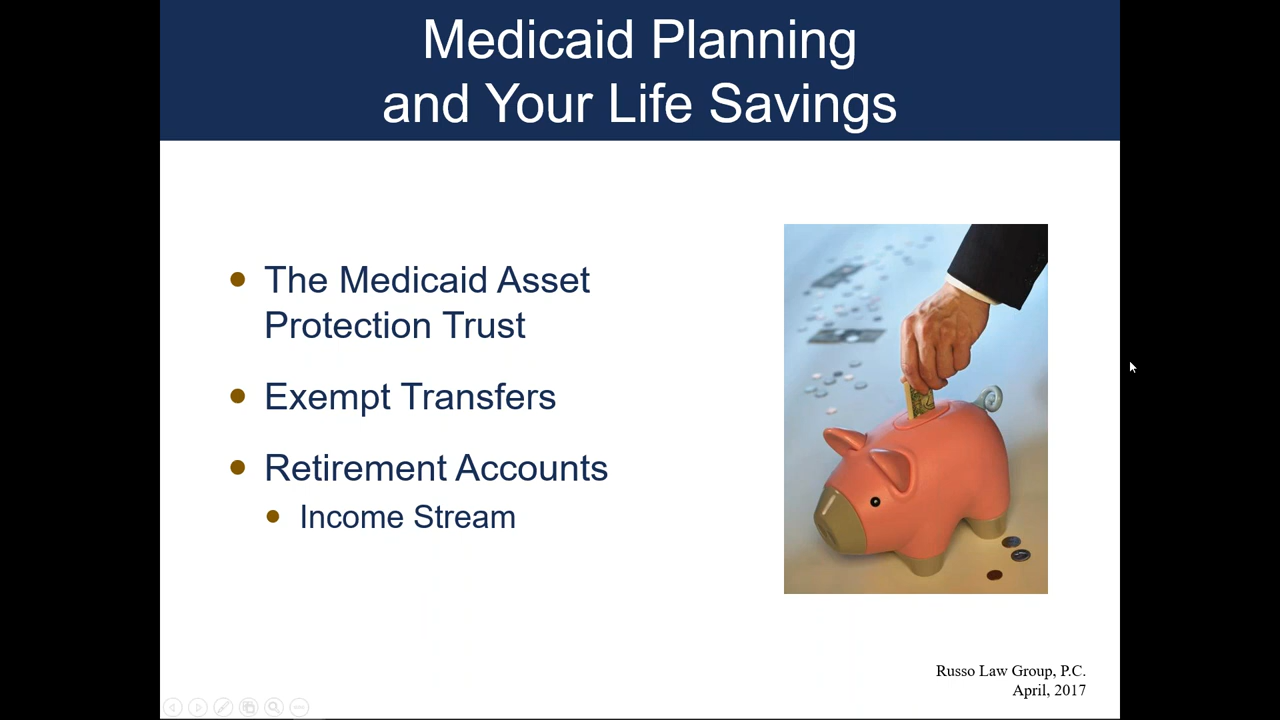 Medicaid Planning
and Your Life Savings
The Medicaid Asset
Protection Trust
Exempt Transfers
Retirement Accounts
Income Stream
Russo Law Group, P.C.
April, 2017